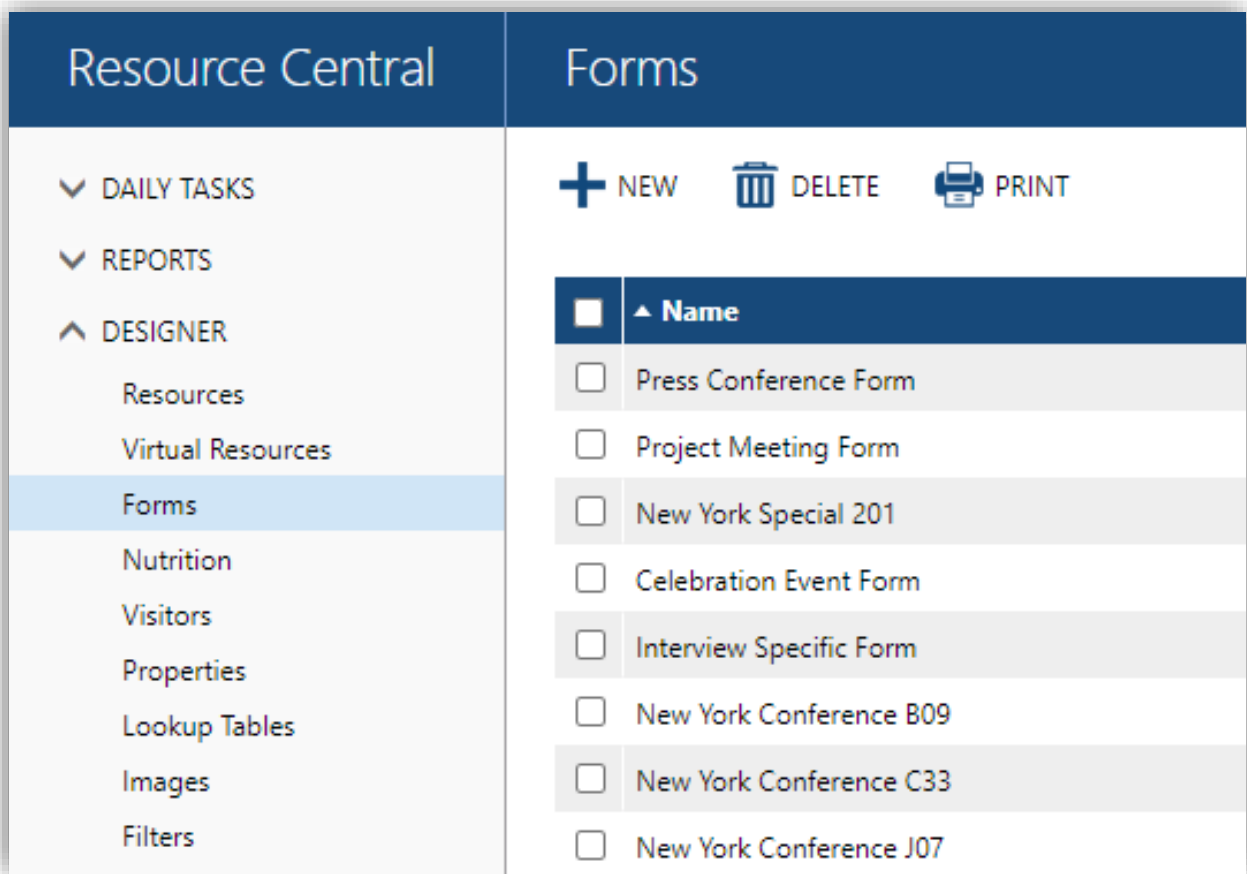 Resource Central
Forms
DAILY TASKS
REPORTS
DESIGNER
Resources
Virtual Resources
Forms
Nutrition
Visitors
Properties
Lookup Tables
Images
Filters
NEW DELETE PRINT
Name
Press Conference Form
Project Meeting Form
New York Special 201
Celebration Event Form
Interview Specific Form
New York Conference B09
New York Conference C33
New York Conference J07